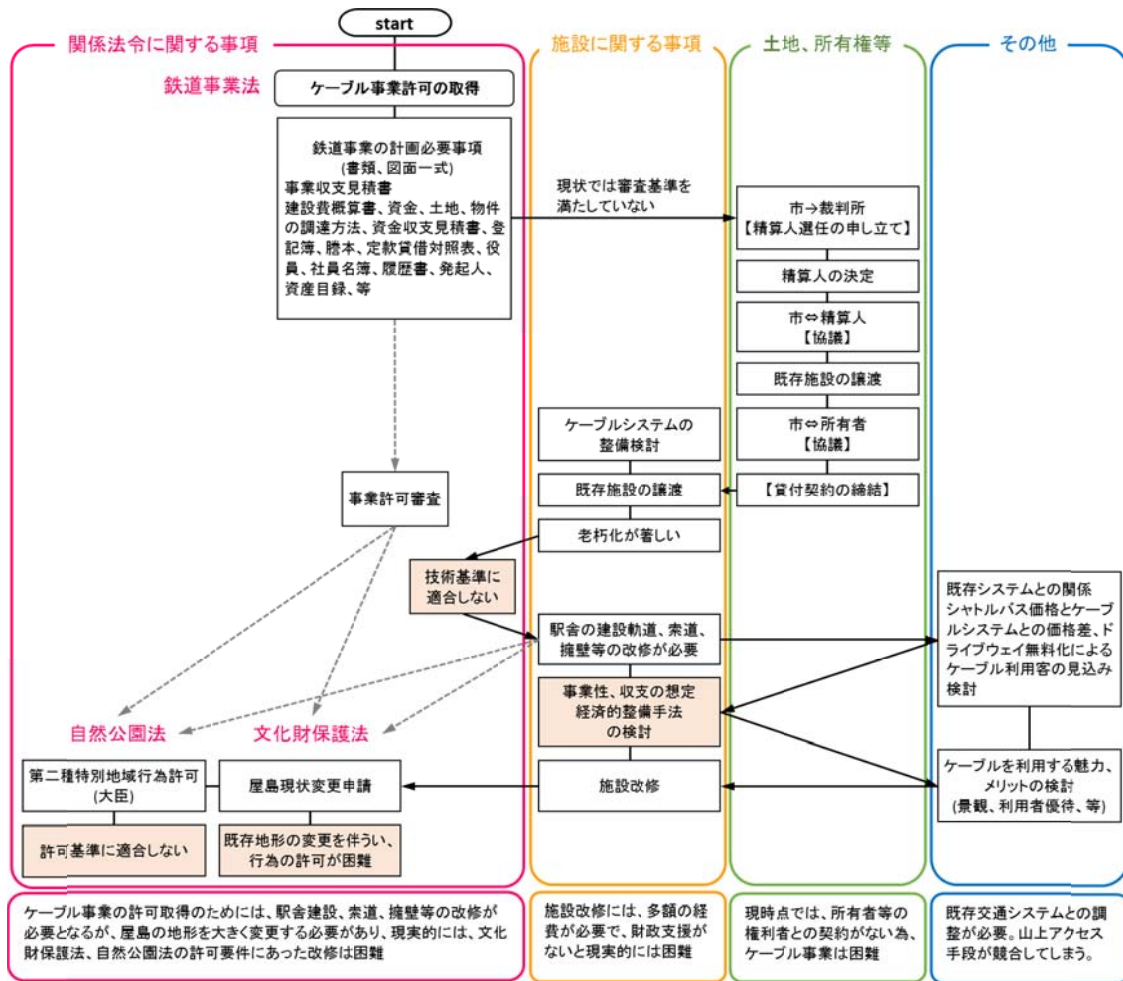 start
関係法令に関する事項
施設に関する事項
土地、所有権等
その他
鉄道事業法
ケーブル事業許可の取得
鉄道事業の計画必要事項
(書類、図面一式)
事業収支見積書
建設費概算書、資金、土地、物件
の調達方法、資金収支見積書、登
記簿、謄本、定款貸借対照表、役
員、社員名簿、履歴書、発起人、
資産目録、等
現状では審査基準を
満たしていない
市→裁判所
【精算人選任の申し立て】
精算人の決定
市⇔精算人
【協議】
既存施設の譲渡
市⇔所有者
【協議】
【貸付契約の締結】
ケーブルシステムの
整備検討
既存施設の譲渡
老朽化が著しい
事業許可審査
技術基準に
適合しない
駅舎の建設軌道、索道、
擁壁等の改修が必要
事業性、収支の想定
経済的整備手法
の検討
施設改修
既存システムとの関係
シャトルバス価格とケーブ
ルシステムとの価格差、ド
ライブウェイ無料化による
ケーブル利用客の見込み
検討
ケーブルを利用する魅力、
メリットの検討
(景観、利用者優待、等)
自然公園法
文化財保護法
第二種特別地域行為許可
(大臣)
屋島現状変更申請
許可基準に適合しない
既存地形の変更を伴うい、
行為の許可が困難
ケーブル事業の許可取得のためには、駅舎建設、索道、擁壁等の改修が
必要となるが、屋島の地形を大きく変更する必要があり、現実的には、文化
財保護法、自然公園法の許可要件にあった改修は困難
施設改修には、多額の経
費が必要で、財政支援が
ないと現実的には困難
現時点では、所有者等の
権利者との契約がない為、
ケーブル事業は困難
既存交通システムとの調
整が必要。山上アクセス
手段が競合してしまう。